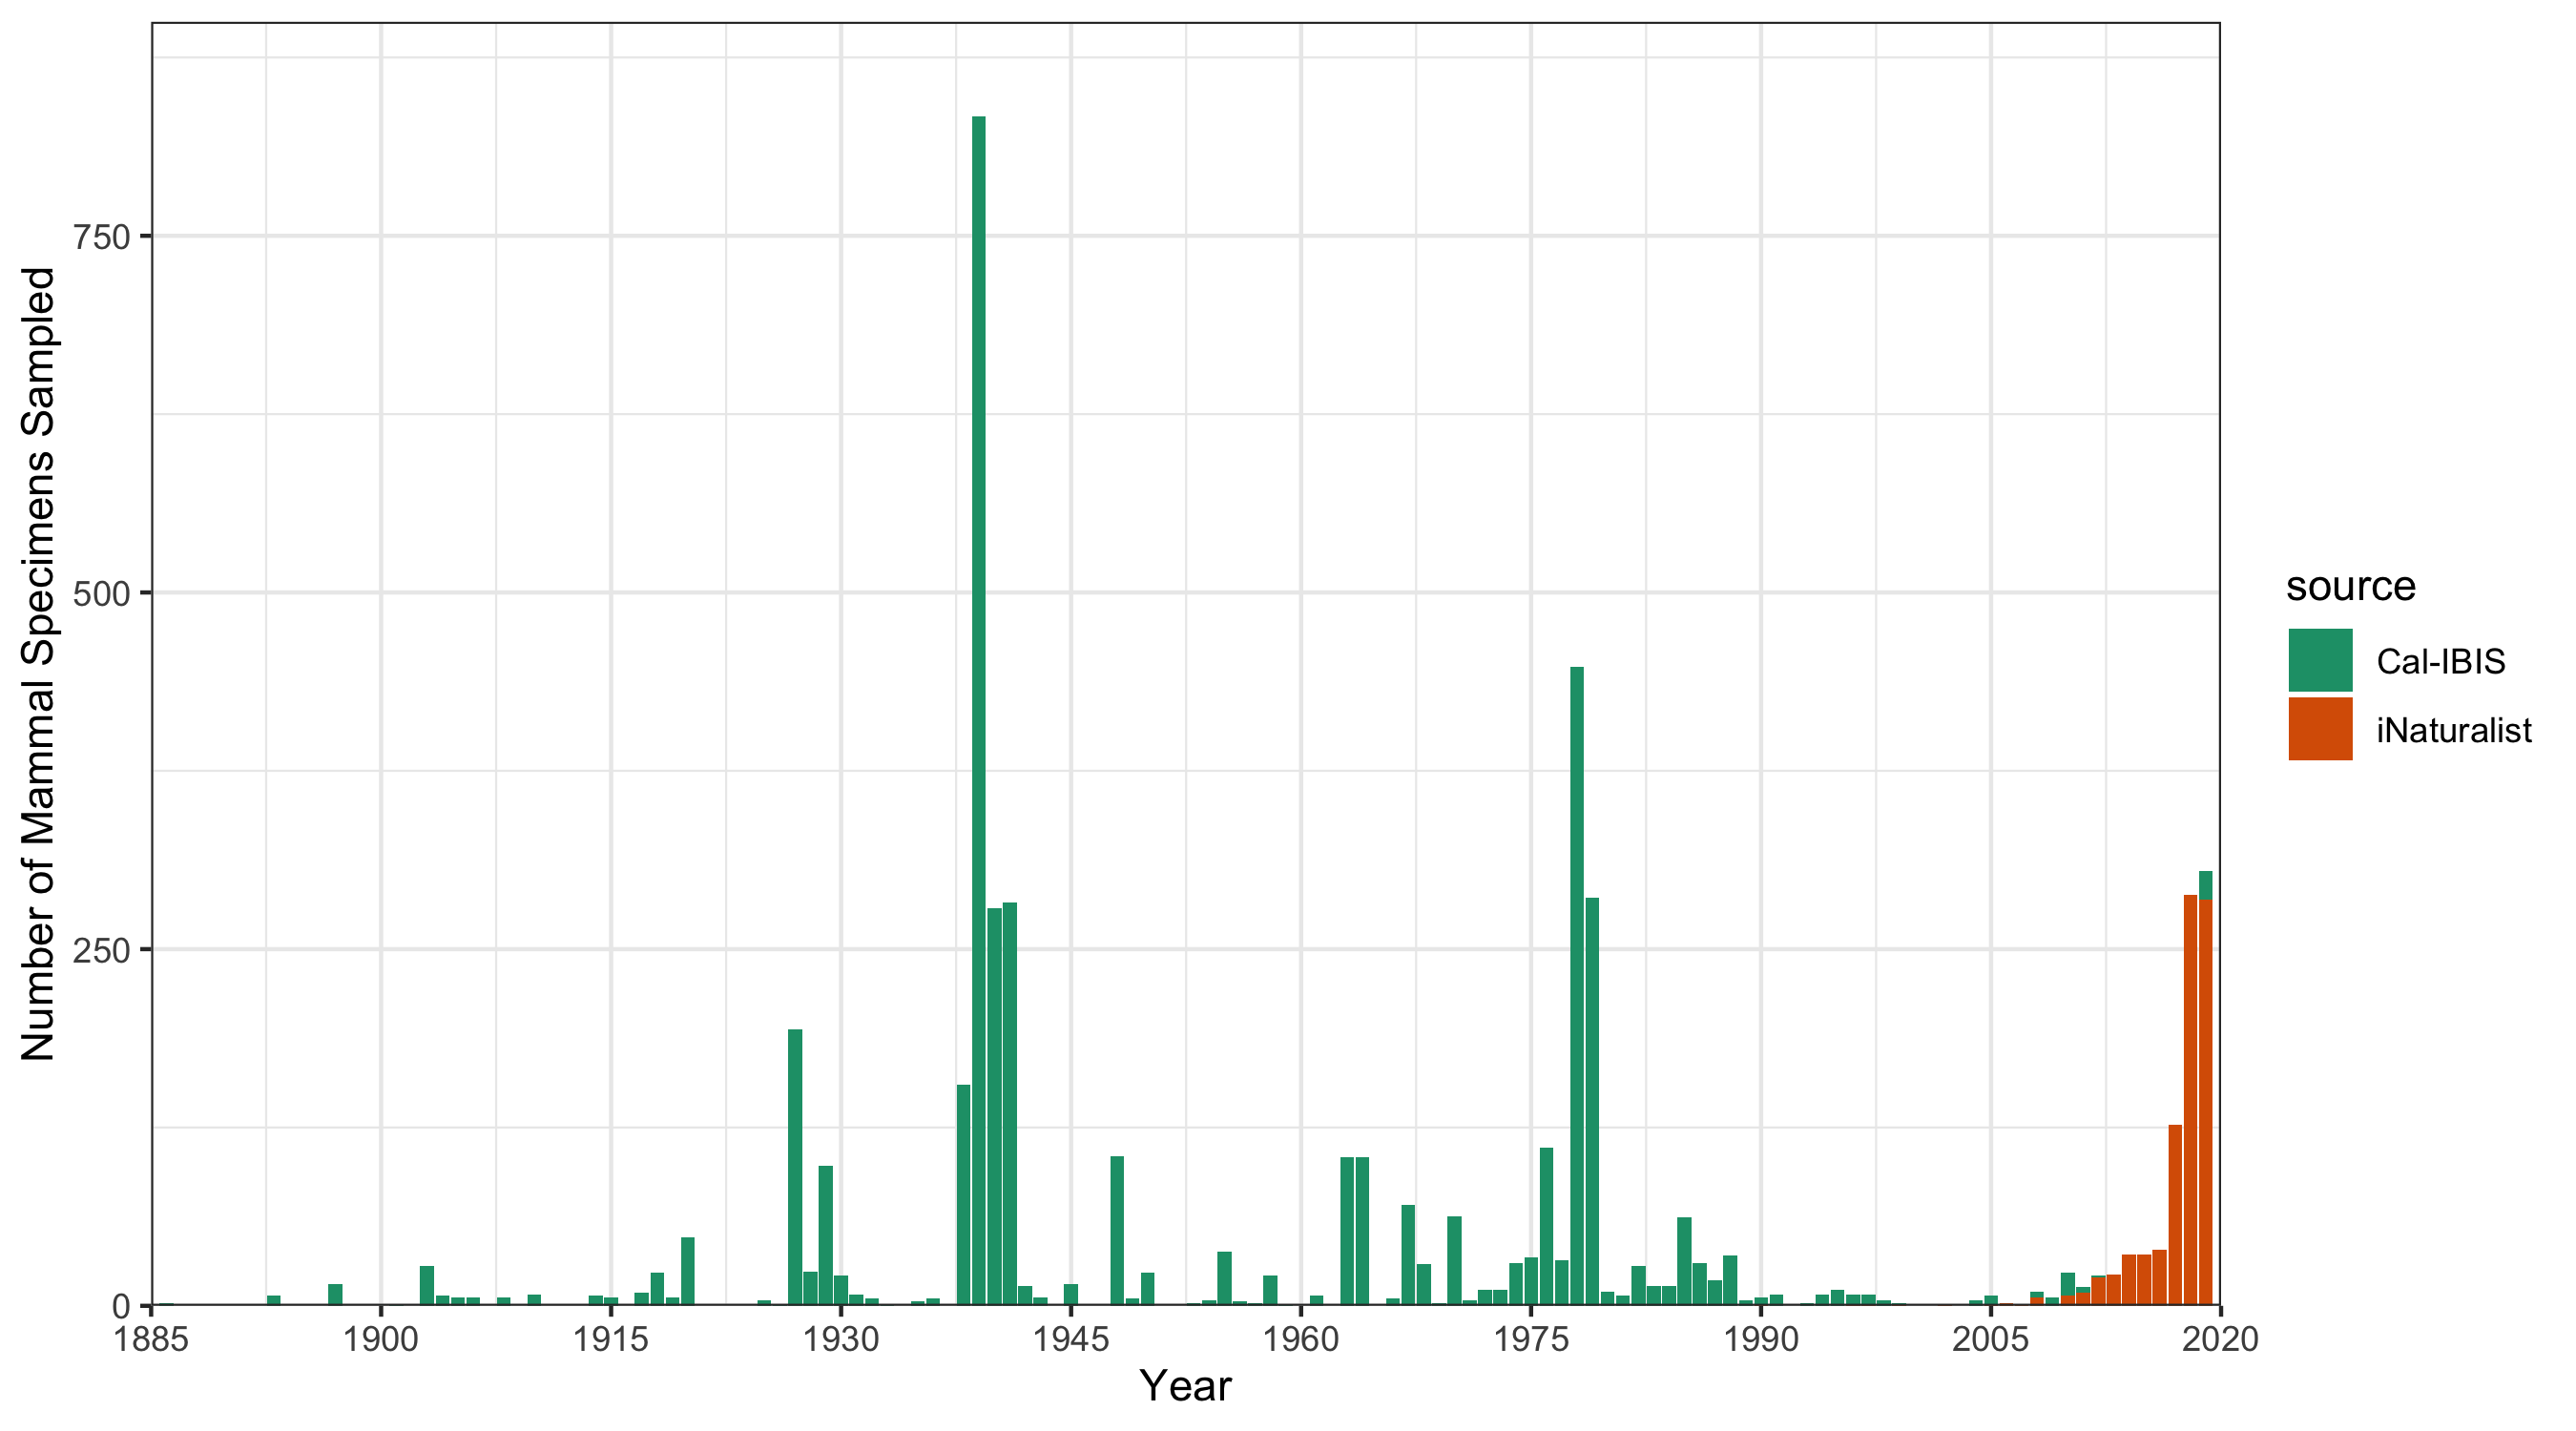 Number of Mammal Specimens Sampled
750
500
250
0
1885 1900 1915 1930 1945 1960 1975 1990 2005 2020
Year
source
Cal-IBIS
iNaturalist